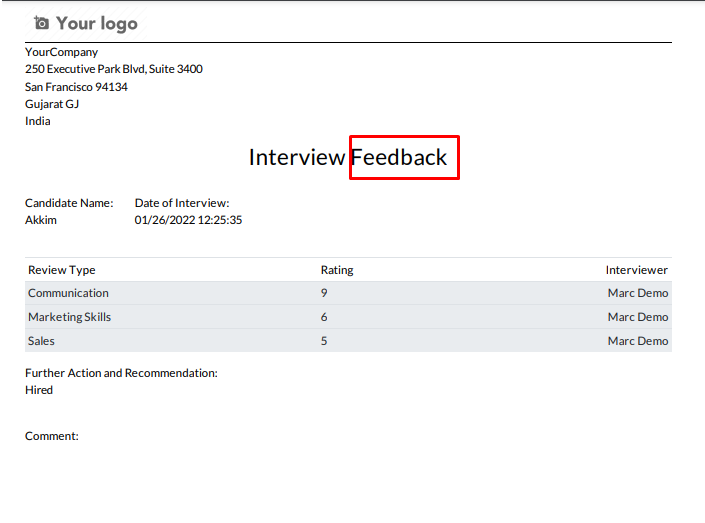 Your logo
YourCompany
250 Executive Park Blvd, Suite 3400
San Francisco 94134
Gujarat GJ
India
Interview Feedback
Candidate Name: Date of Interview:
Akkim 01/26/2022 12:25:35
Review Type Rating Interviewer
Communication 9 Marc Demo
Marketing Skills 6 Marc Demo
Sales 5 Marc Demo
Further Action and Recommendation:
Hired
Comment: